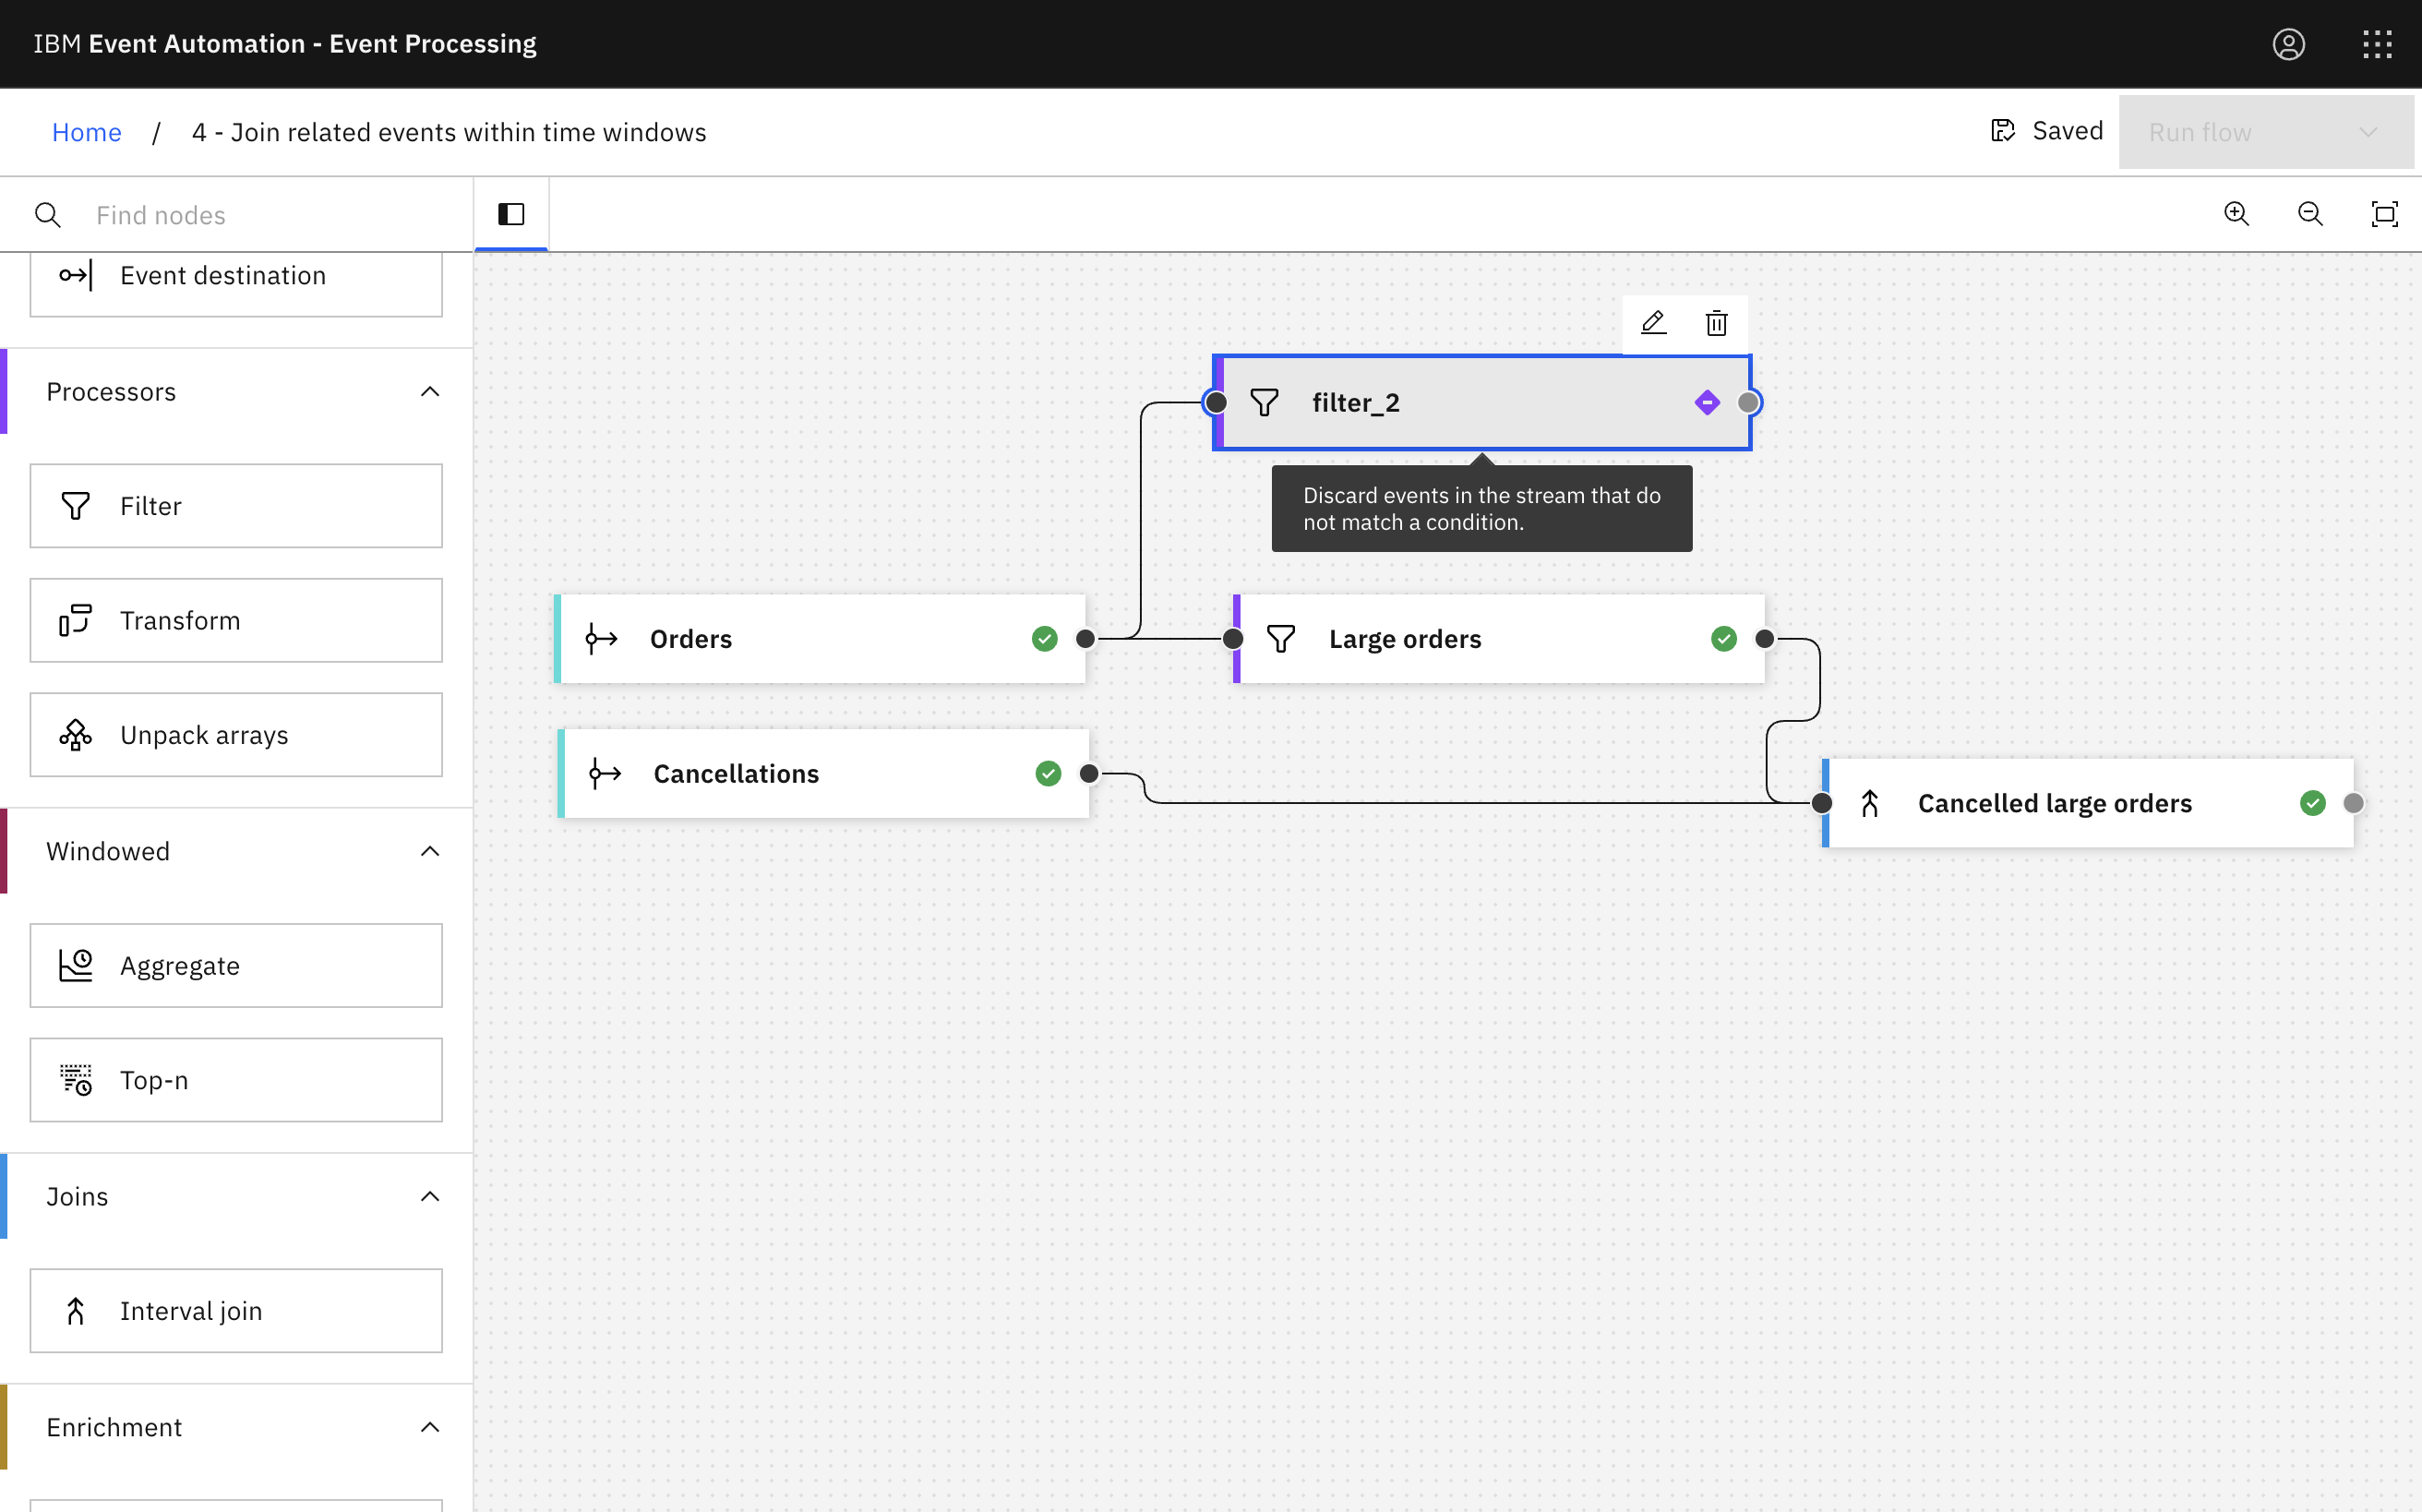 IBM Event Automation - Event Processing
Home / 4 - Join related events within time windows
Saved
Run flow
Find nodes
Event destination
Processors
Filter
Transform
Unpack arrays
Windowed
Aggregate
Top-n
Joins
Interval join
Enrichment
filter_2
Discard events in the stream that do
not match a condition.
Orders
Large orders
Cancellations
Cancelled large orders